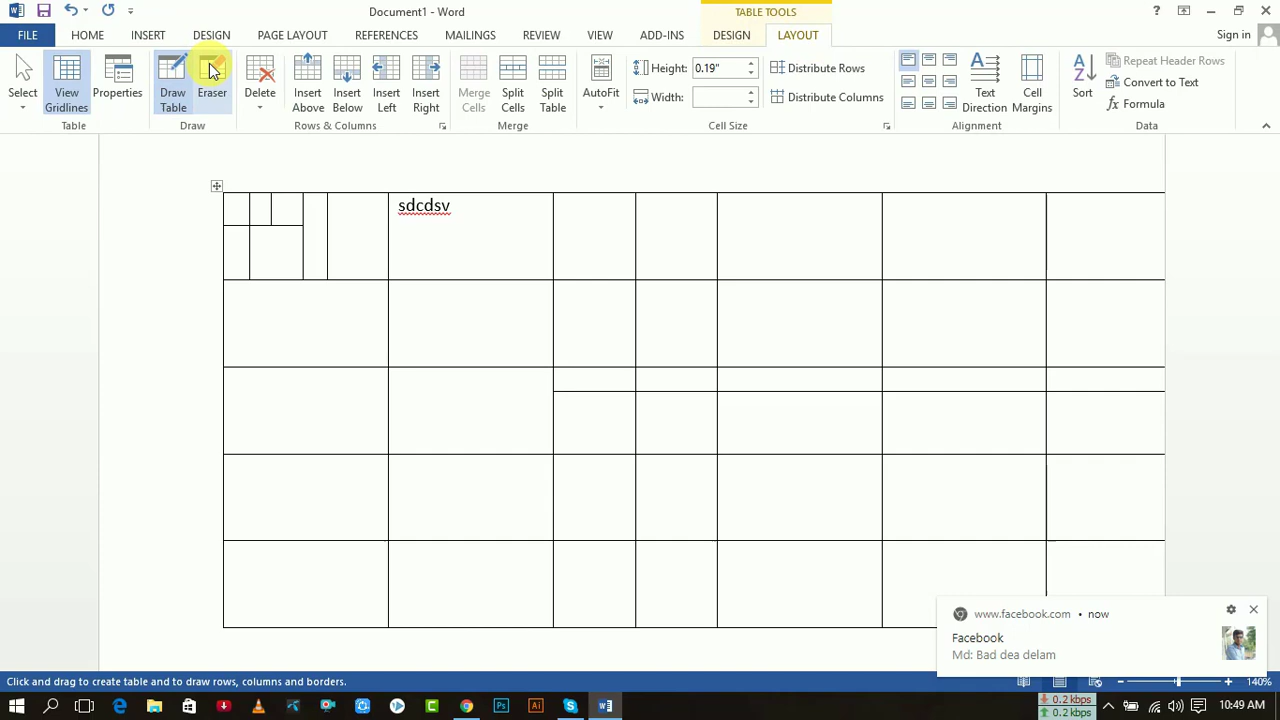 Document1 - Word
TABLE TOOLS
?
FILE
HOME
INSERT
DESIGN
PAGE LAYOUT
REFERENCES
MAILINGS
REVIEW
VIEW
ADD-INS
DESIGN
LAYOUT
Sign in
Select
View
Gridlines
Properties
Table
Draw
Table
Eraser
Draw
Delete
Insert
Above
Insert
Below
Insert
Left
Insert
Right
Rows & Columns
Merge
Cells
Split
Cells
Split
Table
Merge
AutoFit
Height: 0.19"
Width:
Distribute Rows
Distribute Columns
Cell Size
Text
Direction
Cell
Margins
Alignment
A
Z
Sort
Repeat Header Rows
Convert to Text
Formula
Data
sdcdsv
www.facebook.com • now
Facebook
Md: Bad dea delam
Click and drag to create table and to draw rows, columns and borders.
140%
Ps
Ai
0.2 kbps
0.2 kbps
10:49 AM